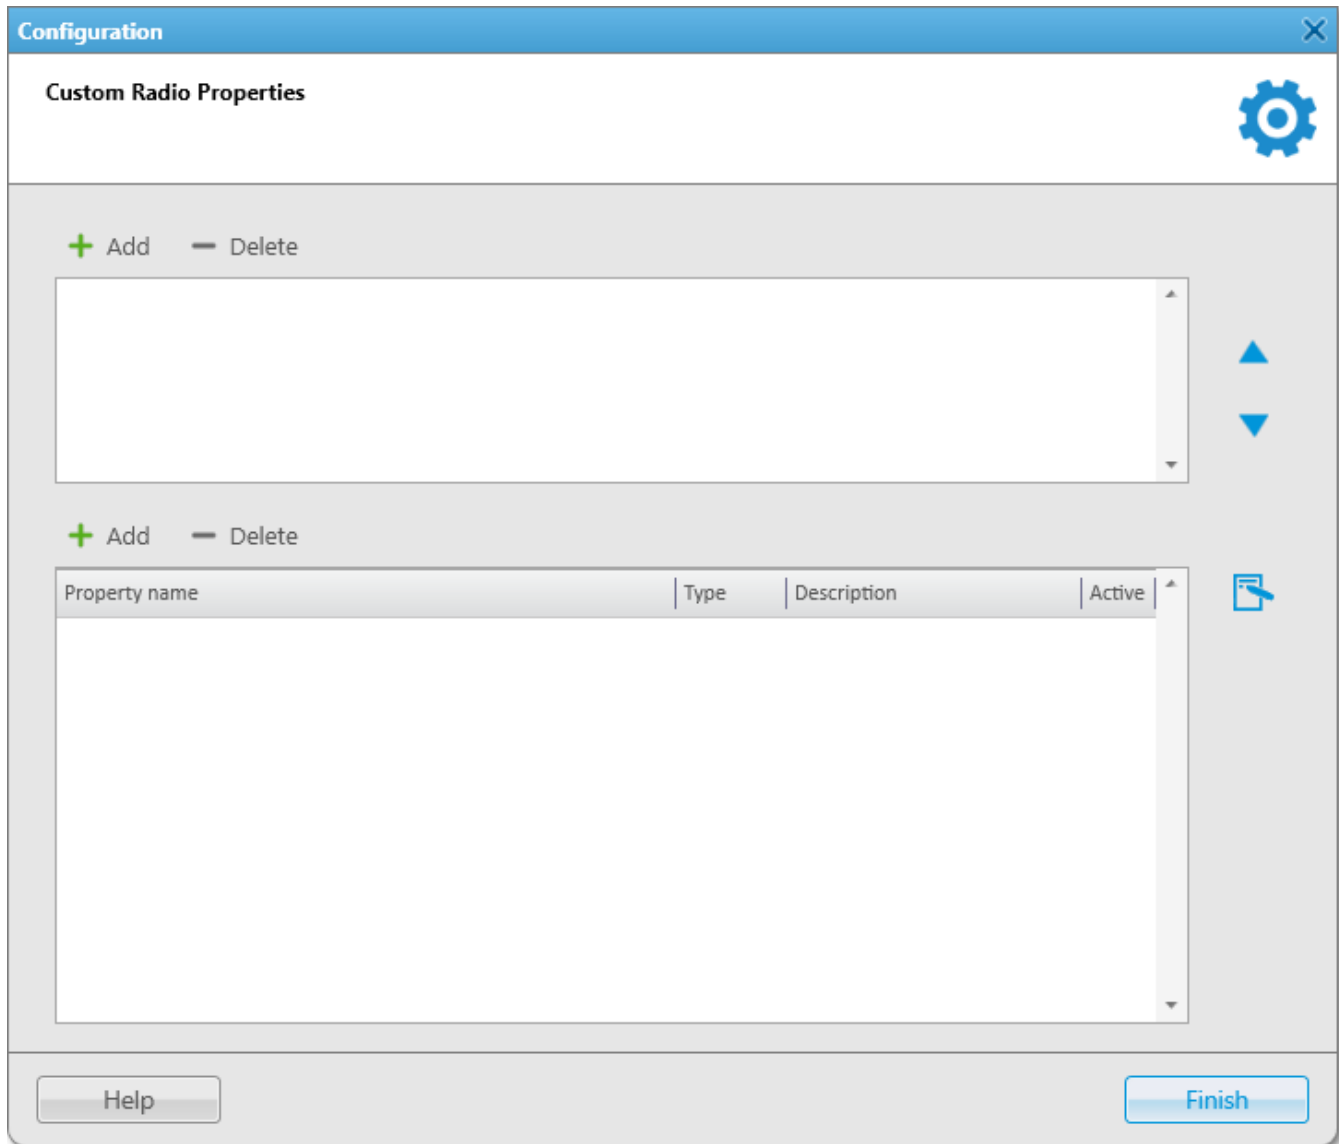 Configuration
Custom Radio Properties
Add Delete
Add Delete
Property name Type Description Active
Help Finish